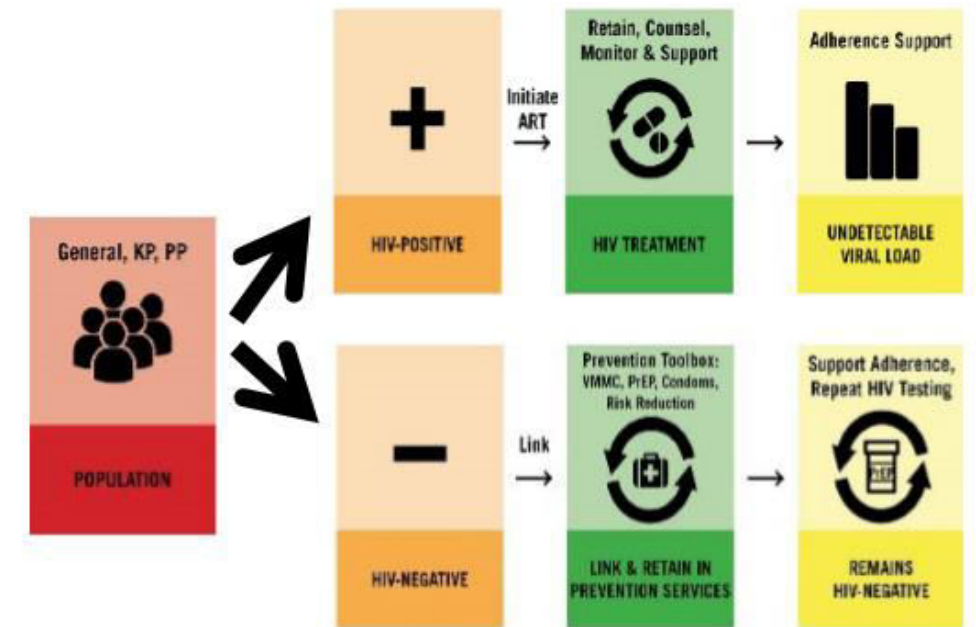 General, KP, PP
POPULATION
HIV-POSITIVE
Initiate
ART
Retain, Counsel,
Monitor & Support
HIV TREATMENT
Adherence Support
UNDETECTABLE
VIRAL LOAD
HIV-NEGATIVE
Link
Prevention Toolbox:
VMMC, PrEP, Condoms,
Risk Reduction
LINK & RETAIN IN
PREVENTION SERVICES
Support Adherence,
Repeat HIV Testing
PrEP
REMAINS
HIV-NEGATIVE